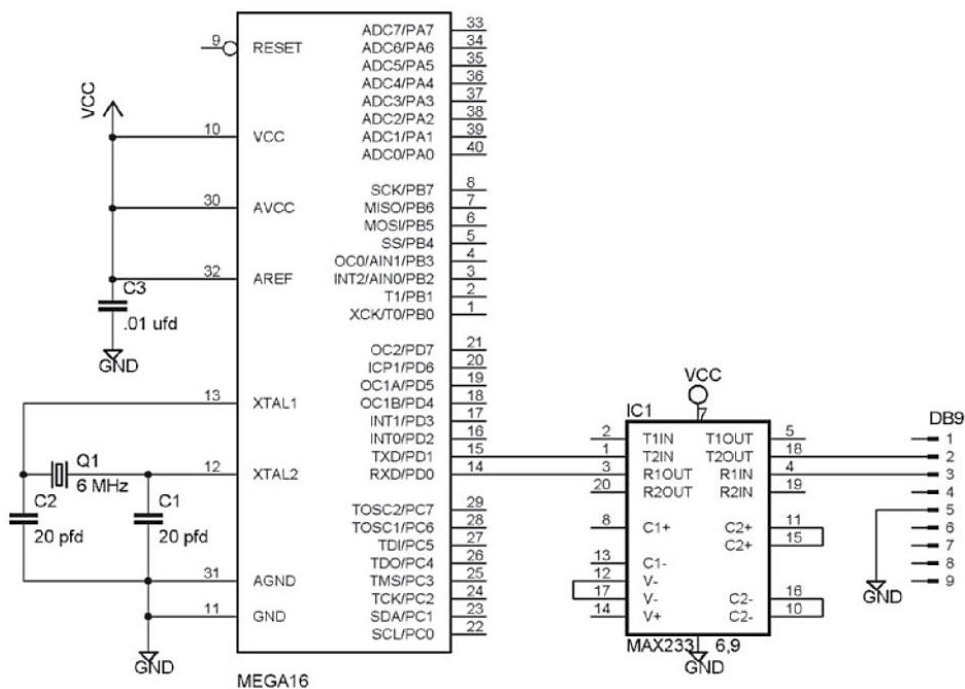 MEGA16
9 RESET
VCC
10 VCC
30 AVCC
32 AREF
C3
.01 ufd
GND
13 XTAL1
Q1
6 MHz
12 XTAL2
C2
20 pfd
C1
20 pfd
31 AGND
11 GND
GND
ADC7/PA7 33
ADC6/PA6 34
ADC5/PA5 35
ADC4/PA4 36
ADC3/PA3 37
ADC2/PA2 38
ADC1/PA1 39
ADC0/PA0 40
SCK/PB7 8
MISO/PB6 7
MOSI/PB5 6
SS/PB4 5
OC0/AIN1/PB3 4
INT2/AIN0/PB2 3
T1/PB1 2
XCK/T0/PB0 1
OC2/PD7 21
ICP1/PD6 20
OC1A/PD5 19
OC1B/PD4 18
INT1/PD3 17
INT0/PD2 16
TXD/PD1 15
RXD/PD0 14
TOSC2/PC7 29
TOSC1/PC6 28
TDI/PC5 27
TDO/PC4 26
TMS/PC3 25
TCK/PC2 24
SDA/PC1 23
SCL/PC0 22
VCC
7
IC1
2 T1IN T1OUT 5
1 T2IN T2OUT 18
3 R1OUT R1IN 4
20 R2OUT R2IN 19
8 C1+ C2+ 11
C2+ 15
13 C1-
12 V-
17 V- C2- 16
14 V+ C2- 10
MAX233 6,9
GND
DB9
1
2
3
4
5
6
7
8
9
GND